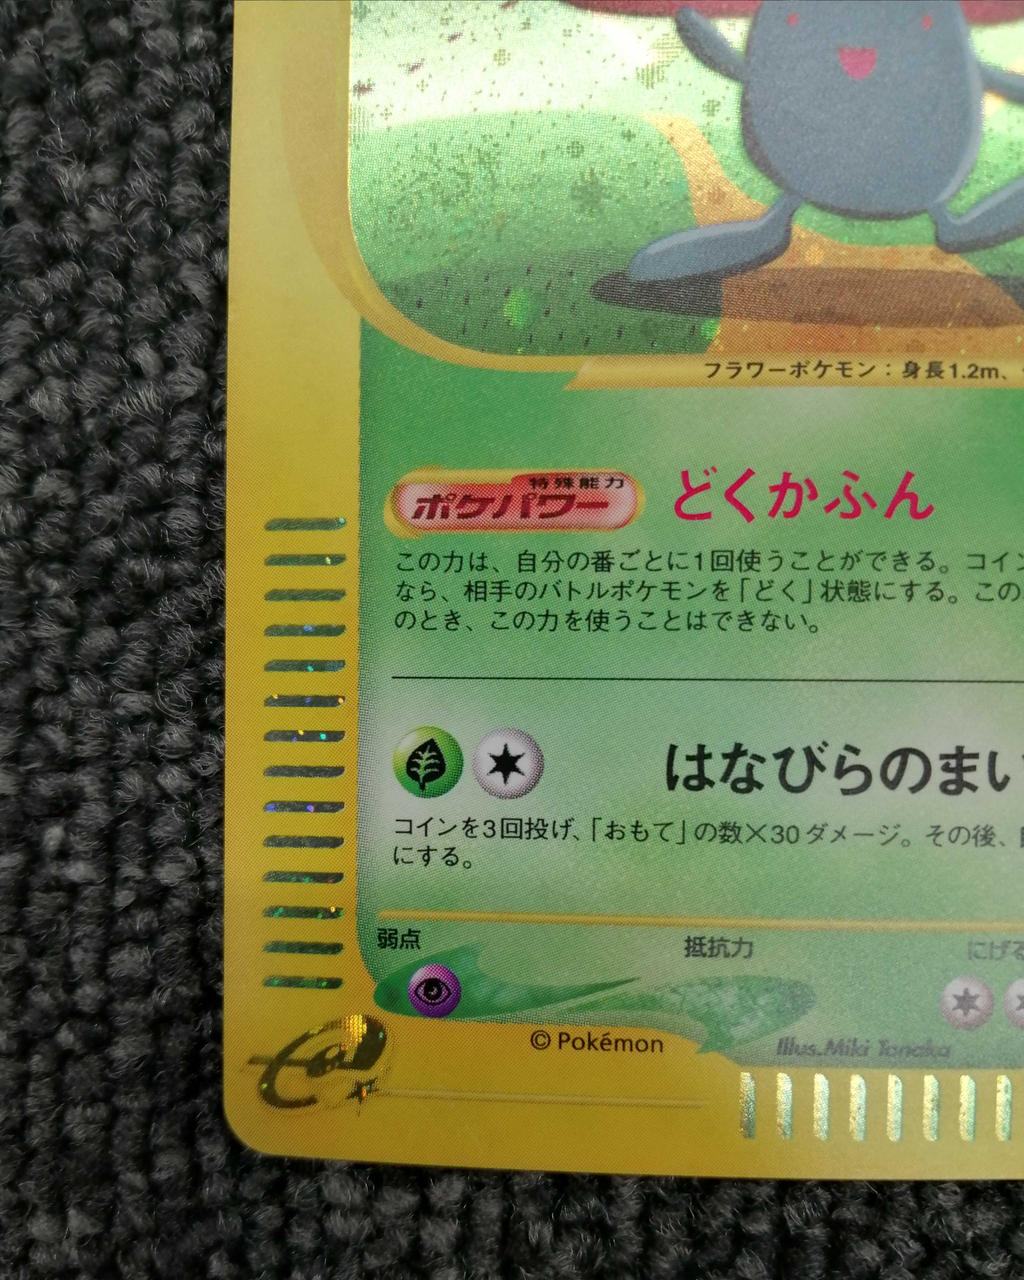 フラワーポケモン：身長1.2m、
特殊能力
ポケパワー
どくかふん
この力は、自分の番ごとに1回使うことができる。コイン
なら、相手のバトルポケモンを「どく」状態にする。この
のとき、この力を使うことはできない。
はなびらのまい
コインを3回投げ、「おもて」の数×30ダメージ。その後、
にする。
弱点
抵抗力
にげる
© Pokémon
Illus.Miki Tanaka
e